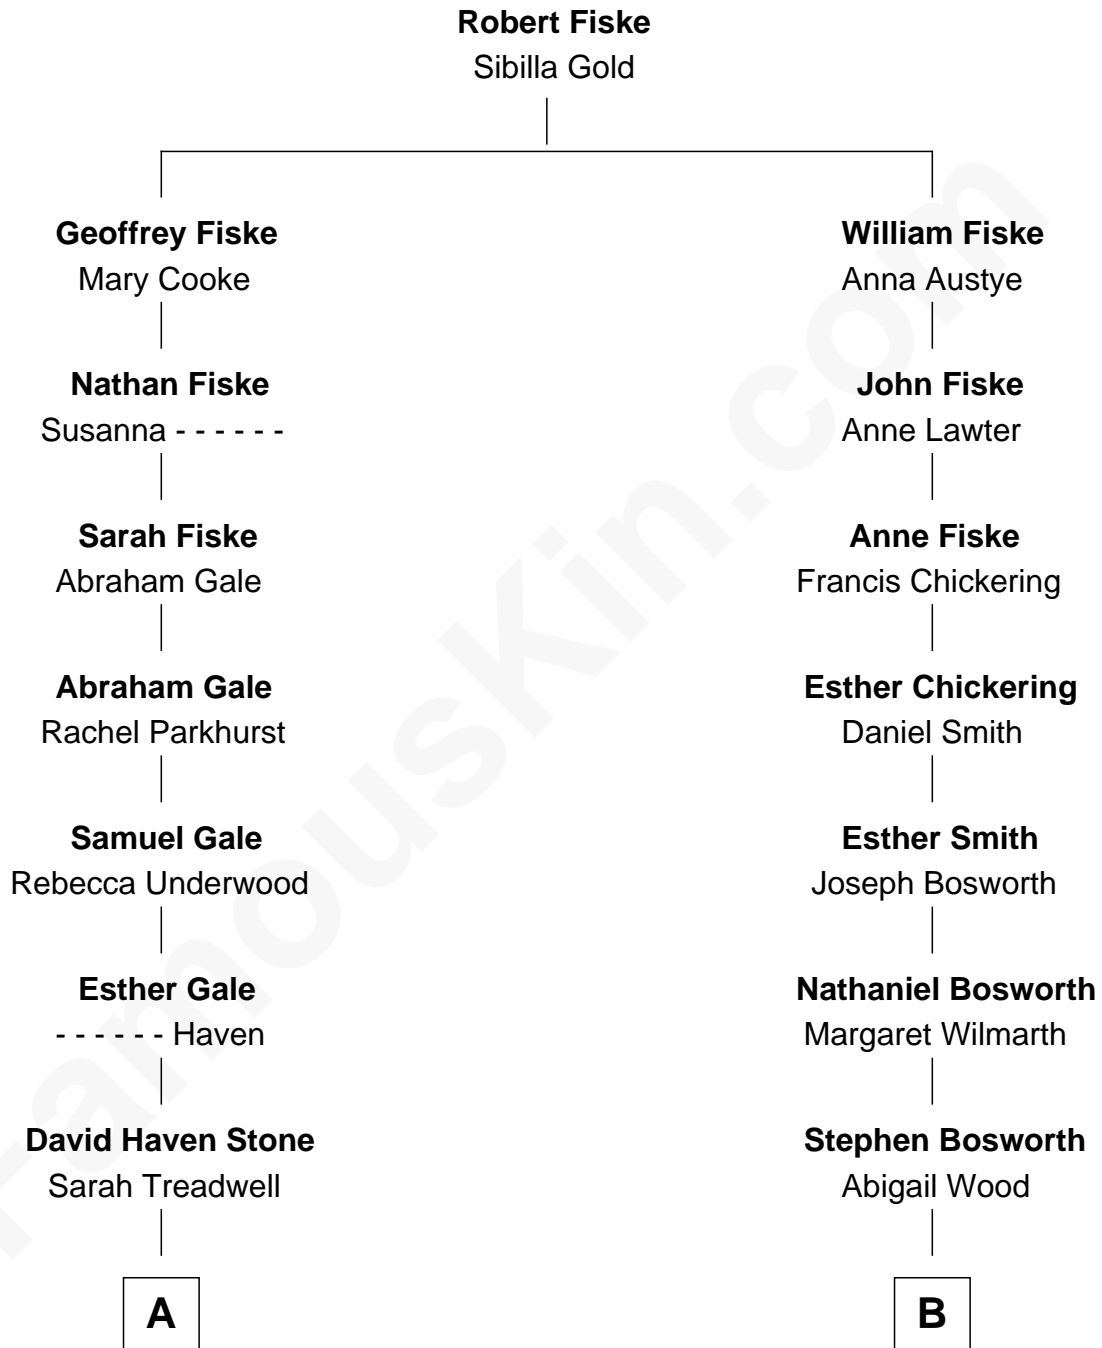 Robert Fiske
Sibilla Gold
Geoffrey Fiske
Mary Cooke
William Fiske
Anna Austye
Nathan Fiske
Susanna - - - - - -
John Fiske
Anne Lawter
Sarah Fiske
Abraham Gale
Anne Fiske
Francis Chickering
Abraham Gale
Rachel Parkhurst
Esther Chickering
Daniel Smith
Samuel Gale
Rebecca Underwood
Esther Smith
Joseph Bosworth
Esther Gale
- - - - - - Haven
Nathaniel Bosworth
Margaret Wilmarth
David Haven Stone
Sarah Treadwell
Stephen Bosworth
Abigail Wood
A
B
FamousKin.com